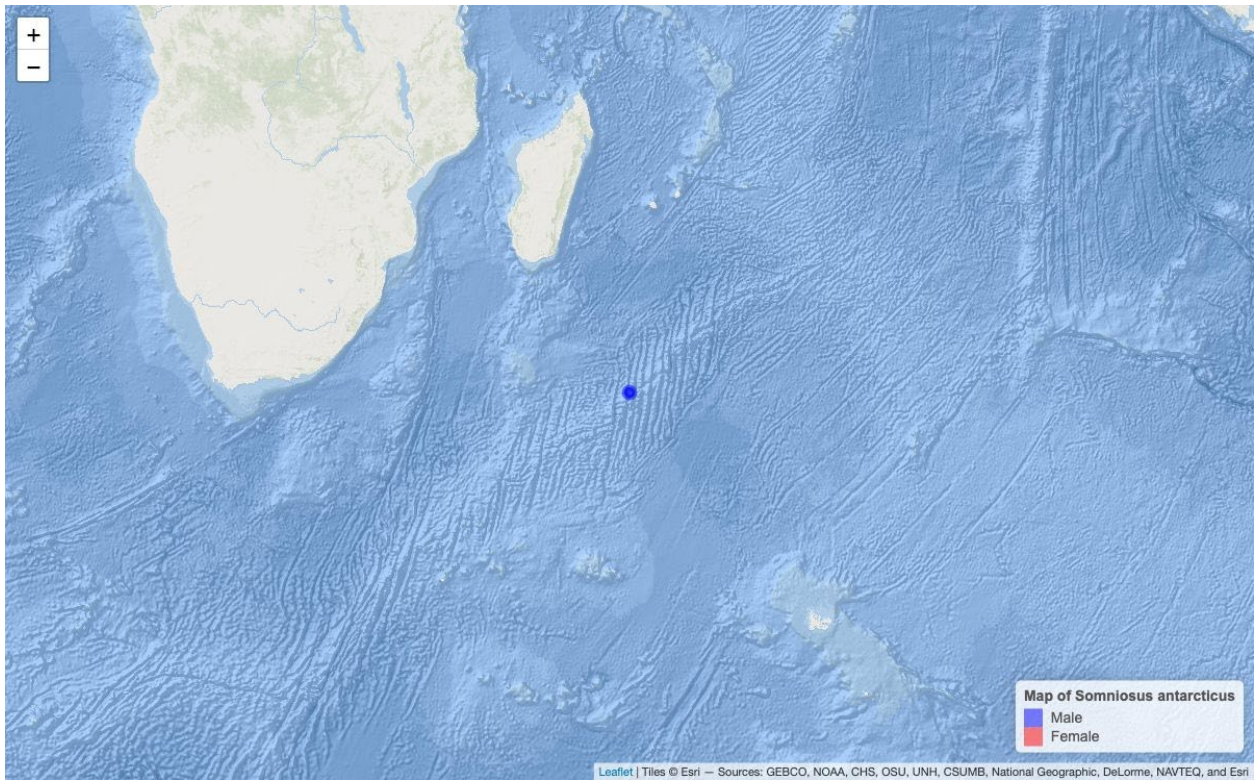 +
−
Map of Somniosus antarcticus
Male
Female
Leaflet | Tiles © Esri — Sources: GEBCO, NOAA, CHS, OSU, UNH, CSUMB, National Geographic, DeLorme, NAVTEQ, and Esri